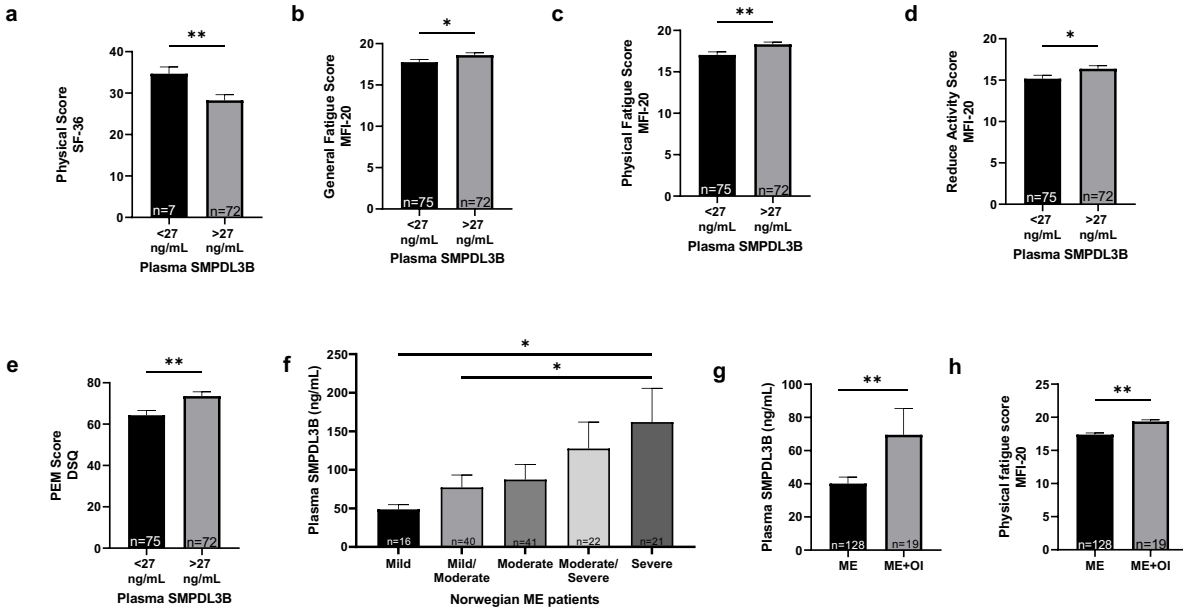 a
Physical Score
SF-36
40
30
20
10
0
**
n=7
n=72
<27
ng/mL
>27
ng/mL
Plasma SMPDL3B
b
General Fatigue Score
MFI-20
20
15
10
5
0
*
n=75
n=72
<27
ng/mL
>27
ng/mL
Plasma SMPDL3B
c
Physical Fatigue Score
MFI-20
20
15
10
5
0
**
n=75
n=72
<27
ng/mL
>27
ng/mL
Plasma SMPDL3B
d
Reduce Activity Score
MFI-20
20
15
10
5
0
*
n=75
n=72
<27
ng/mL
>27
ng/mL
Plasma SMPDL3B
e
PEM Score
DSQ
80
60
40
20
0
**
n=75
n=72
<27
ng/mL
>27
ng/mL
Plasma SMPDL3B
f
Plasma SMPDL3B (ng/mL)
250
200
150
100
50
0
*
*
n=16
n=40
n=41
n=22
n=21
Mild
Mild/
Moderate
Moderate
Moderate/
Severe
Severe
Norwegian ME patients
g
Plasma SMPDL3B (ng/mL)
100
80
60
40
20
0
**
n=128
n=19
ME
ME+OI
h
Physical fatigue score
MFI-20
25
20
15
10
5
0
**
n=128
n=19
ME
ME+OI